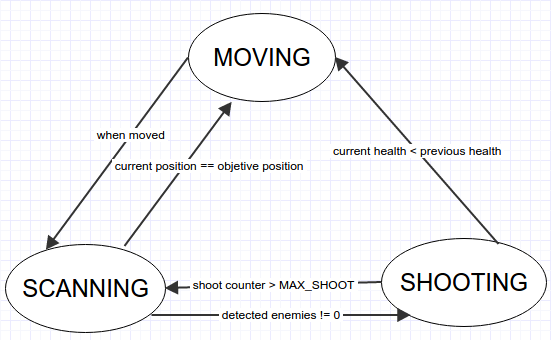 MOVING
when moved
current health < previous health
current position == objetive position
SCANNING
shoot counter > MAX_SHOOT
SHOOTING
detected enemies != 0